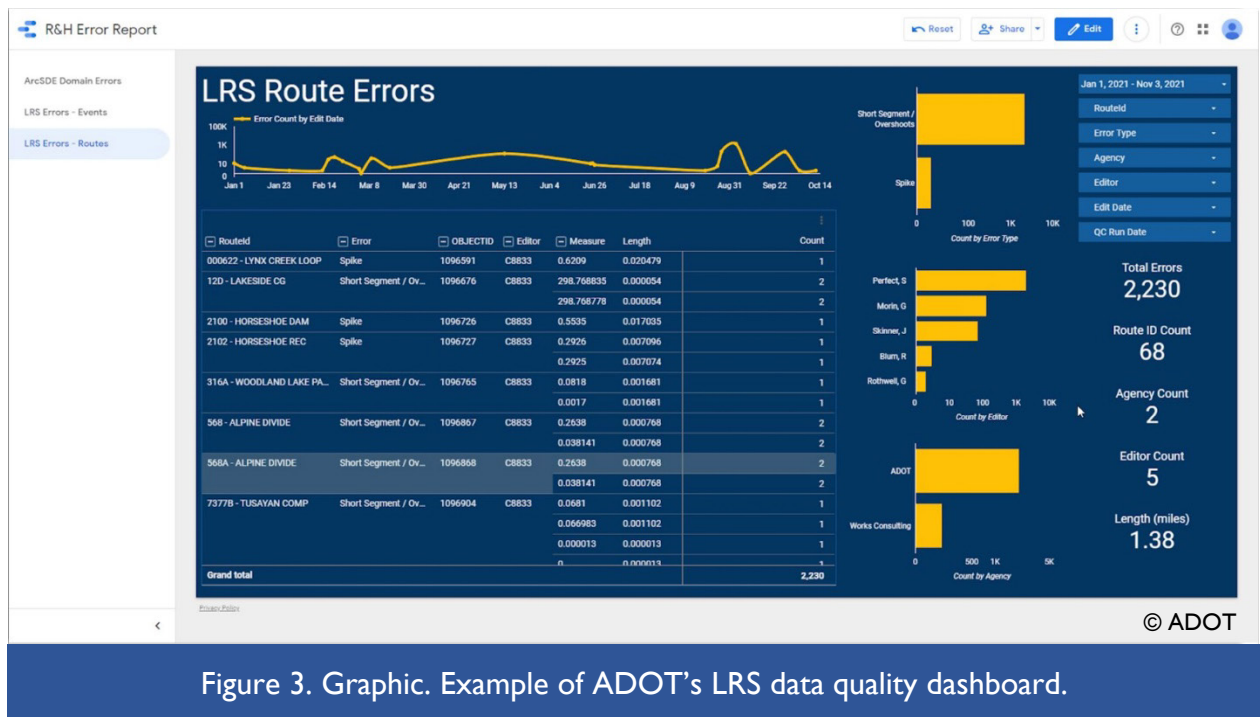 R&H Error Report
Reset
Share
Edit
ArcSDE Domain Errors
LRS Errors - Events
LRS Errors - Routes
LRS Route Errors
Error Count by Edit Date
100K
1K
10
0
Jan 1 Jan 23 Feb 14 Mar 8 Mar 30 Apr 21 May 13 Jun 4 Jun 26 Jul 18 Aug 9 Aug 31 Sep 22 Oct 14
RouteId Error OBJECTID Editor Measure Length Count
000622 - LYNX CREEK LOOP Spike 1096591 C8833 0.6209 0.020479 1
12D - LAKESIDE CG Short Segment / Ov... 1096676 C8833 298.768835 0.000054 2
298.768778 0.000054 2
2100 - HORSESHOE DAM Spike 1096726 C8833 0.5535 0.017035 1
2102 - HORSESHOE REC Spike 1096727 C8833 0.2926 0.007096 1
0.2925 0.007074 1
316A - WOODLAND LAKE PA... Short Segment / Ov... 1096765 C8833 0.0818 0.001681 1
0.0017 0.001681 1
568 - ALPINE DIVIDE Short Segment / Ov... 1096867 C8833 0.2638 0.000768 2
0.038141 0.000768 2
568A - ALPINE DIVIDE Short Segment / Ov... 1096868 C8833 0.2638 0.000768 2
0.038141 0.000768 2
7377B - TUSAYAN COMP Short Segment / Ov... 1096904 C8833 0.0681 0.001102 1
0.066983 0.001102 1
0.000013 0.000013 1
0 0.000013 1
Grand total 2,230
Short Segment /
Overshoots
Spike
0 100 1K 10K
Count by Error Type
Perfect, S
Morin, G
Skinner, J
Blum, R
Rothwell, G
0 10 100 1K 10K
Count by Editor
ADOT
Works Consulting
0 500 1K 5K
Count by Agency
Jan 1, 2021 - Nov 3, 2021
RouteId
Error Type
Agency
Editor
Edit Date
QC Run Date
Total Errors
2,230
Route ID Count
68
Agency Count
2
Editor Count
5
Length (miles)
1.38
Privacy Policy
© ADOT
Figure 3. Graphic. Example of ADOT's LRS data quality dashboard.